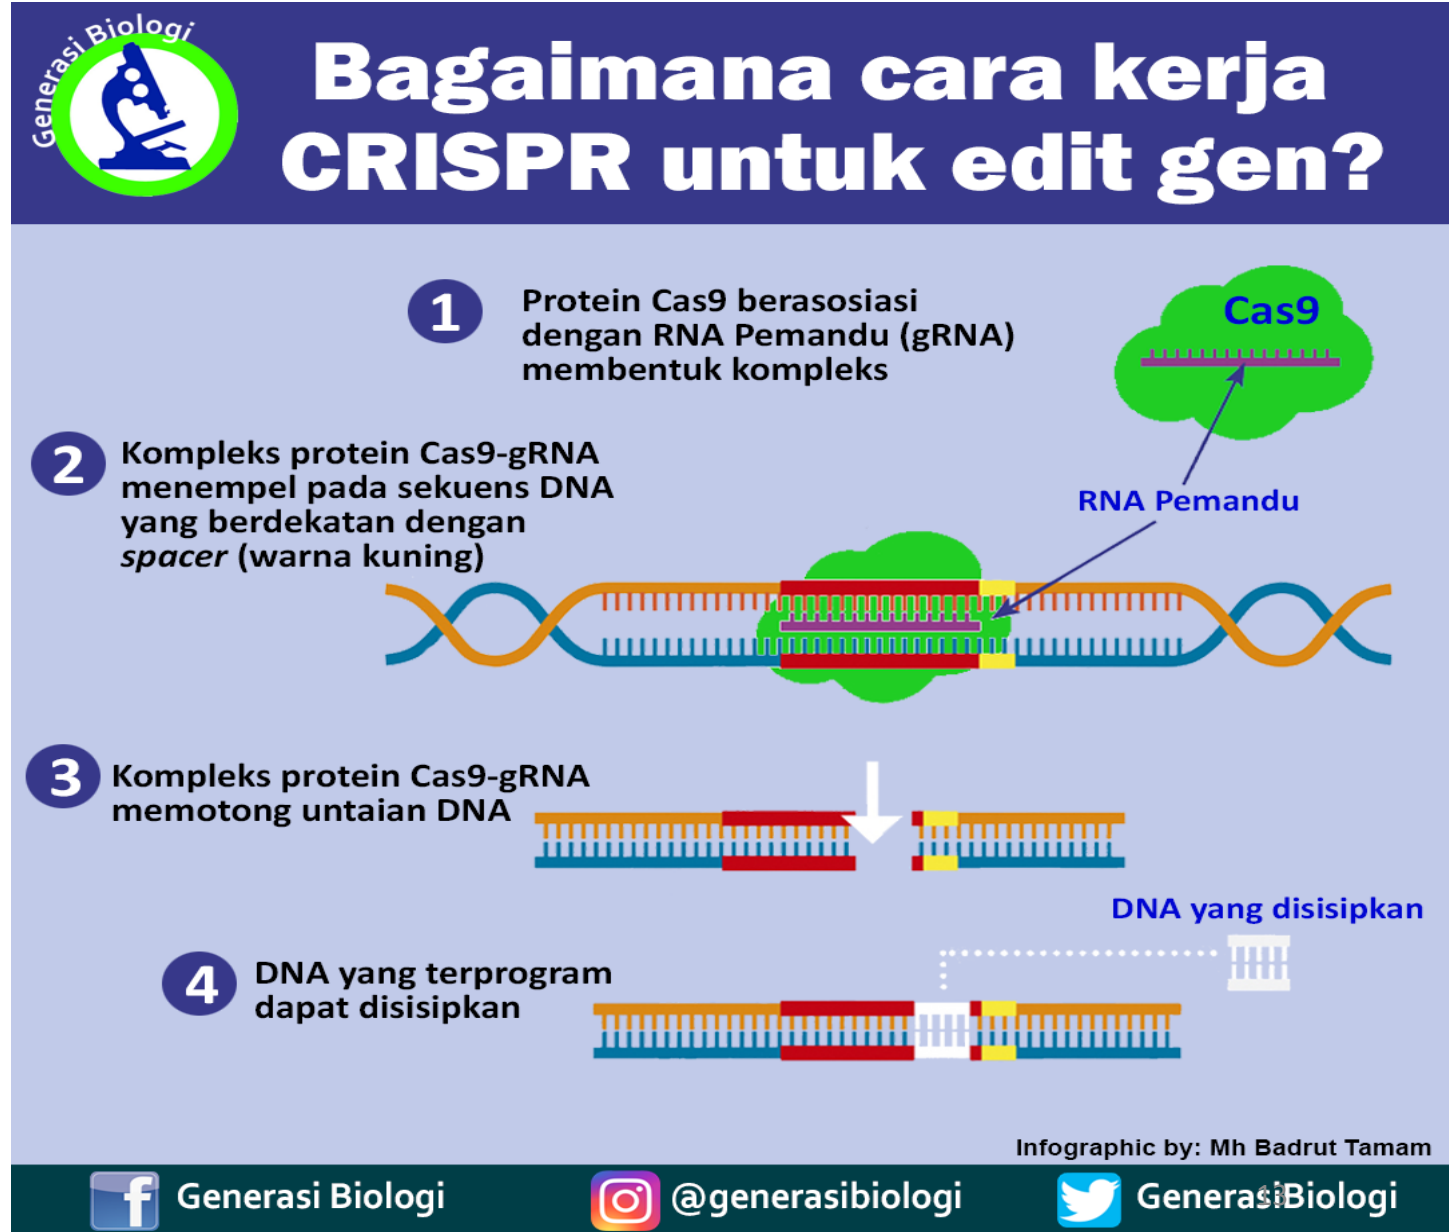 Generasi Biologi
Bagaimana cara kerja
CRISPR untuk edit gen?
1
Protein Cas9 berasosiasi
dengan RNA Pemandu (gRNA)
membentuk kompleks
Cas9
2
Kompleks protein Cas9-gRNA
menempel pada sekuens DNA
yang berdekatan dengan
spacer (warna kuning)
RNA Pemandu
3
Kompleks protein Cas9-gRNA
memotong untaian DNA
DNA yang disisipkan
4
DNA yang terprogram
dapat disisipkan
Infographic by: Mh Badrut Tamam
f
Generasi Biologi
@generasibiologi
GenerasiBiologi
13